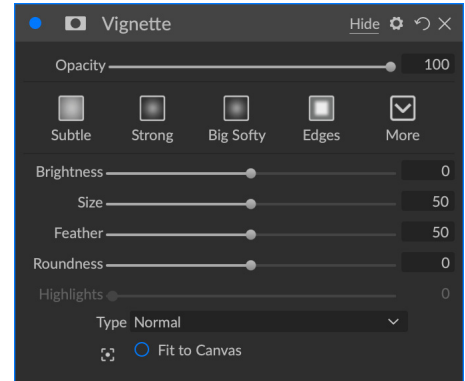 Vignette Hide
Opacity 100
Subtle Strong Big Softy Edges More
Brightness 0
Size 50
Feather 50
Roundness 0
Highlights 0
Type Normal
Fit to Canvas